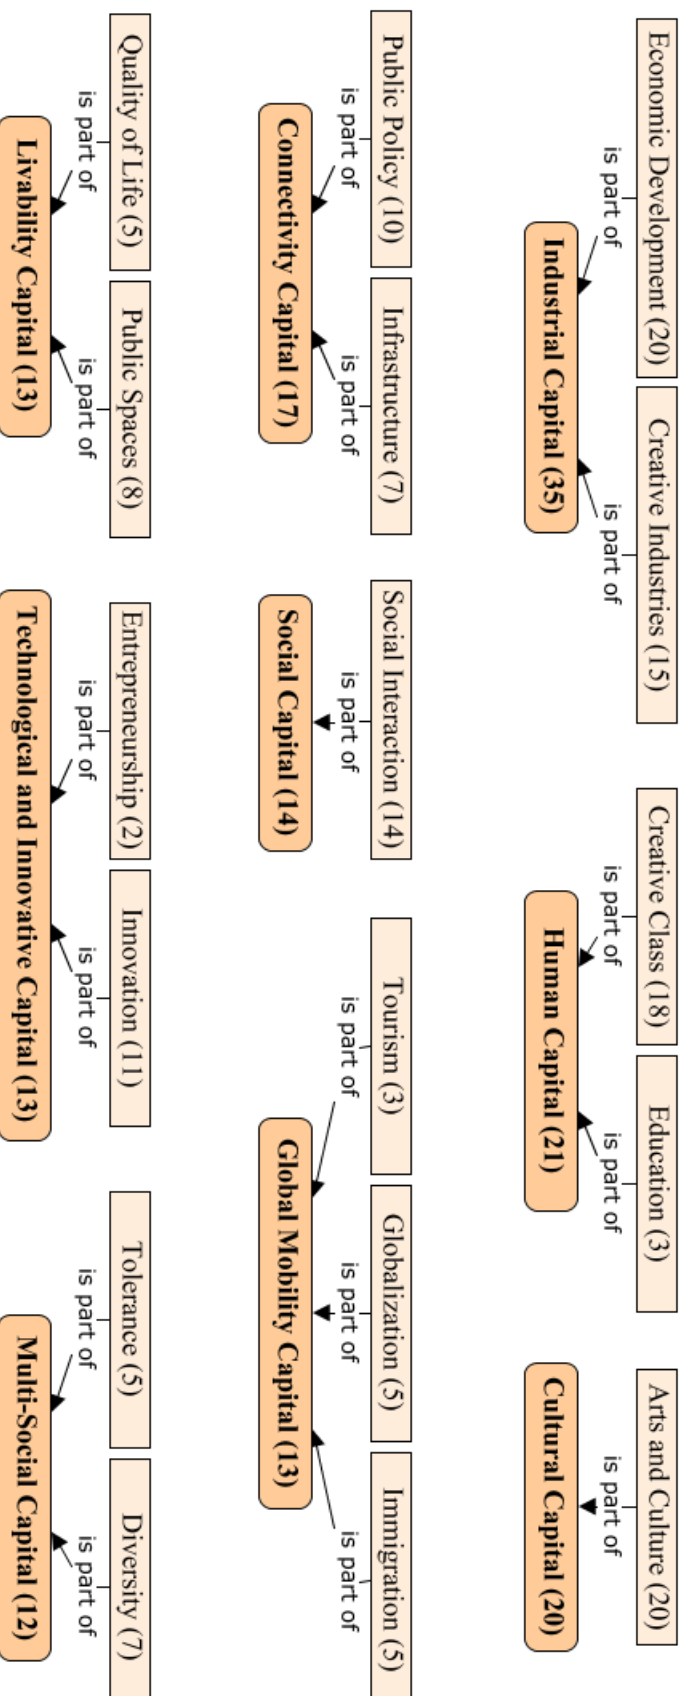 Economic Development (20)
Creative Industries (15)
is part of
is part of
Industrial Capital (35)
Creative Class (18)
Education (3)
is part of
is part of
Human Capital (21)
Arts and Culture (20)
is part of
Cultural Capital (20)
Public Policy (10)
Infrastructure (7)
is part of
is part of
Connectivity Capital (17)
Social Interaction (14)
is part of
Social Capital (14)
Tourism (3)
Globalization (5)
Immigration (5)
is part of
is part of
is part of
Global Mobility Capital (13)
Quality of Life (5)
Public Spaces (8)
is part of
is part of
Livability Capital (13)
Entrepreneurship (2)
Innovation (11)
is part of
is part of
Technological and Innovative Capital (13)
Tolerance (5)
Diversity (7)
is part of
is part of
Multi-Social Capital (12)